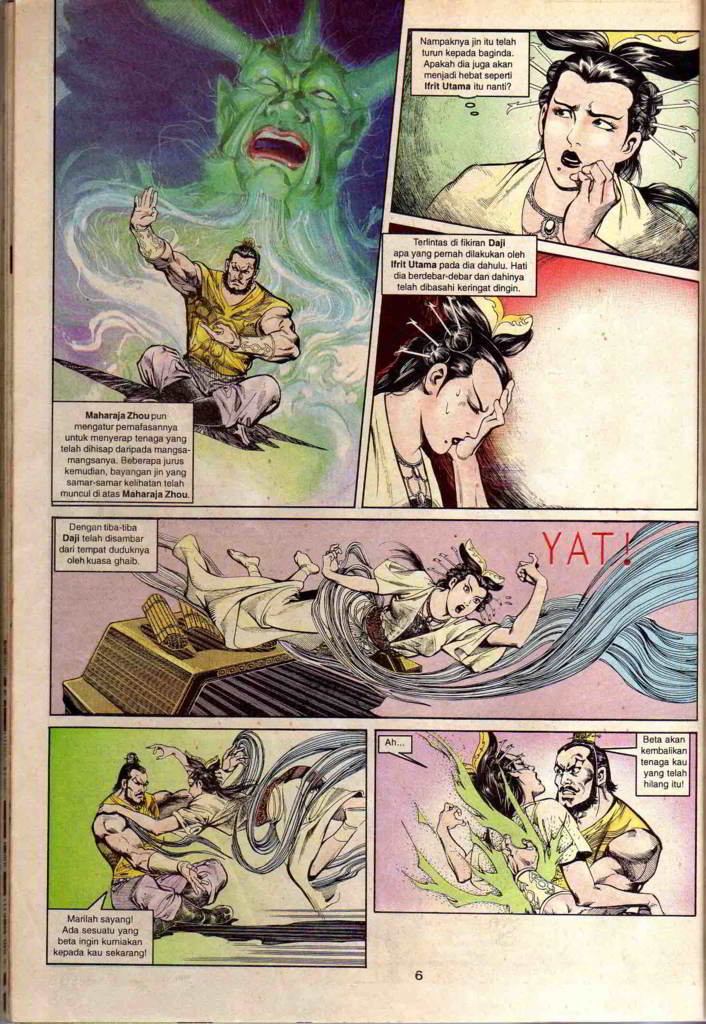 Maharaja Zhou pun
mengatur pernafasannya
untuk menyerap tenaga yang
telah dihisap daripada mangsa-
mangsanya. Beberapa jurus
kemudian, bayangan jin yang
samar-samar kelihatan telah
muncul di atas Maharaja Zhou.
Nampaknya jin itu telah
turun kepada baginda.
Apakah dia juga akan
menjadi hebat seperti
Ifrit Utama itu nanti?
Terlintas di fikiran Daji
apa yang pernah dilakukan oleh
Ifrit Utama pada dia dahulu. Hati
dia berdebar-debar dan dahinya
telah dibasahi keringat dingin.
Dengan tiba-tiba
Daji telah disambar
dari tempat duduknya
oleh kuasa ghaib.
YAT!
Marilah sayang!
Ada sesuatu yang
beta ingin kurniakan
kepada kau sekarang!
Ah...
Beta akan
kembalikan
tenaga kau
yang telah
hilang itu!
6